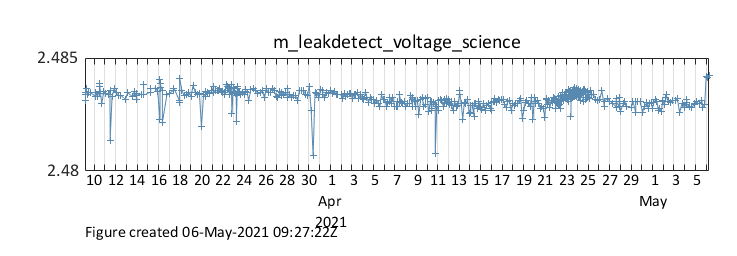 m_leakdetect_voltage_science
2.485
2.48
10 12 14 16 18 20 22 24 26 28 30 1 3 5 7 9 11 13 15 17 19 21 23 25 27 29 1 3 5
Apr May
2021
Figure created 06-May-2021 09:27:22Z